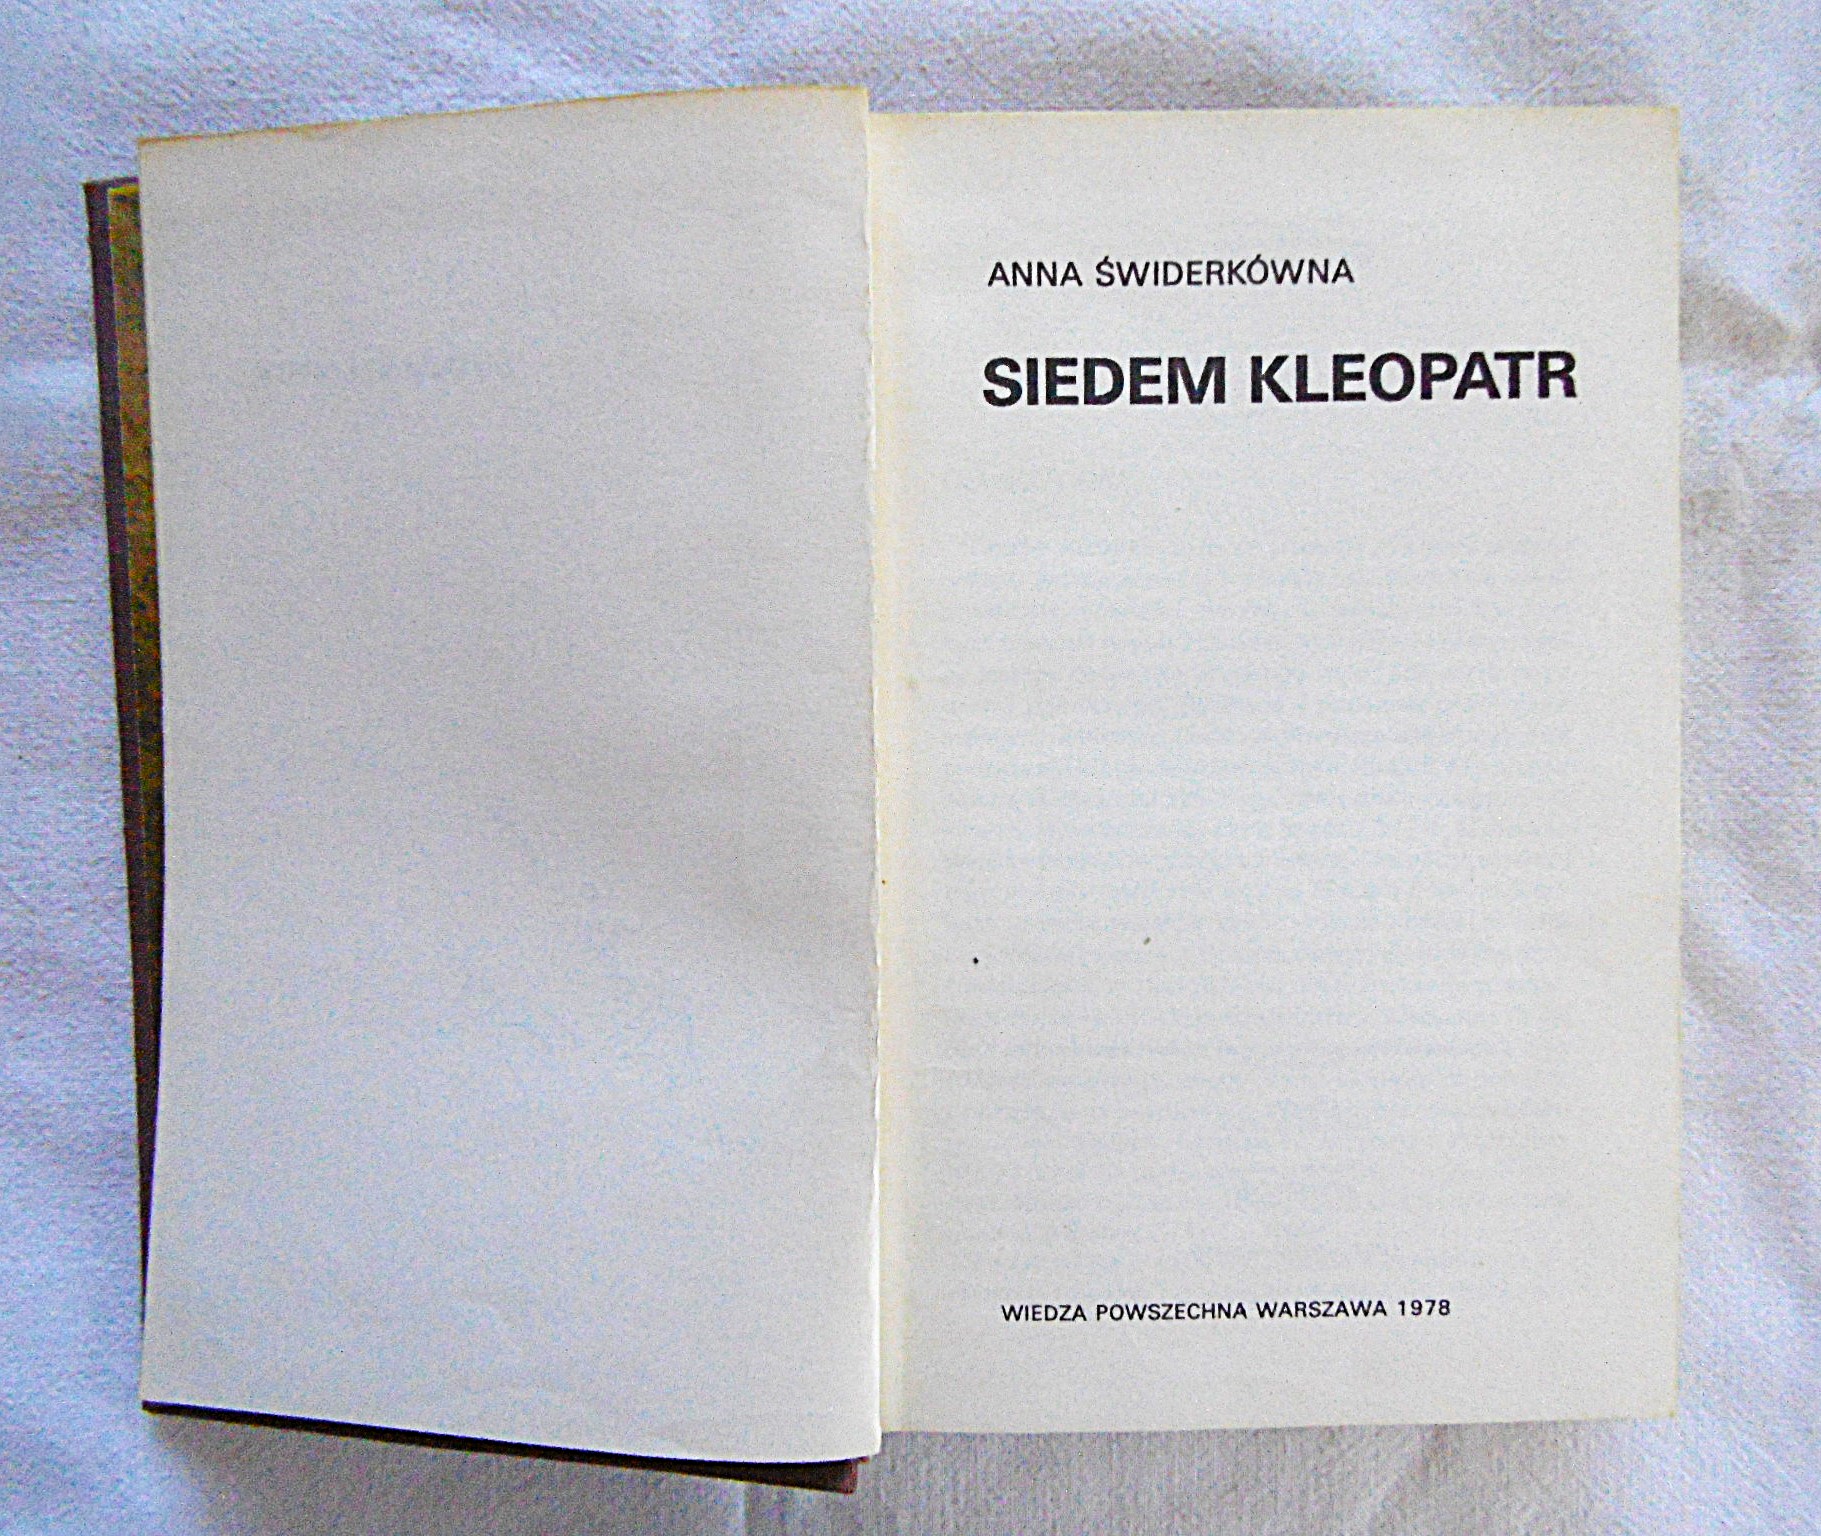 ANNA ŚWIDERKÓWNA
SIEDEM KLEOPATR
WIEDZA POWSZECHNA WARSZAWA 1978